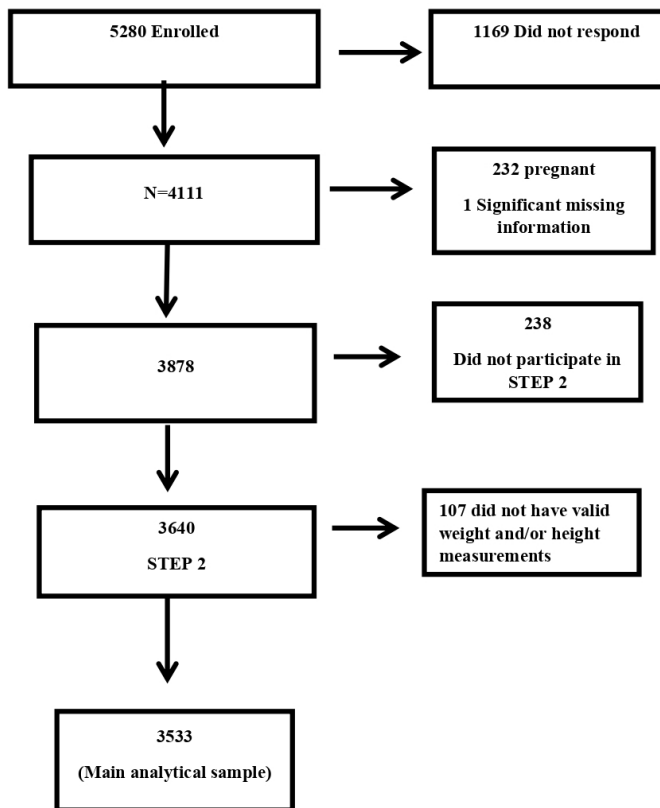 5280 Enrolled
1169 Did not respond
N=4111
232 pregnant
1 Significant missing
information
3878
238
Did not participate in
STEP 2
3640
STEP 2
107 did not have valid
weight and/or height
measurements
3533
(Main analytical sample)